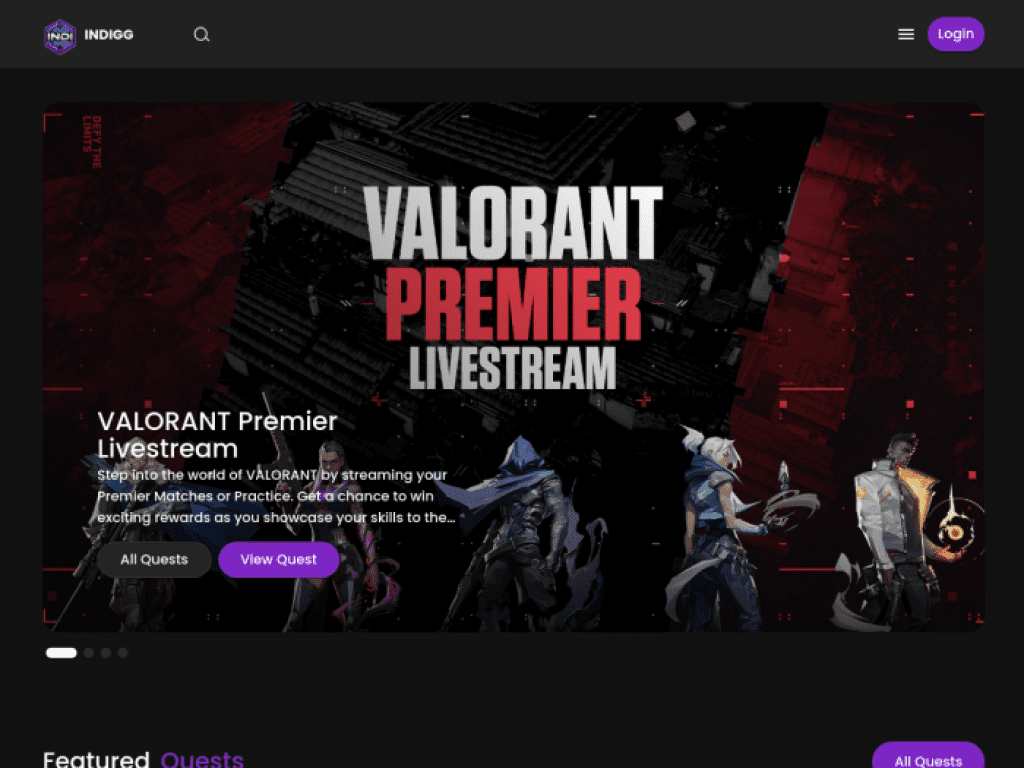 INDI
INDIGG
Login
DEFY THE
LIMITS
VALORANT
PREMIER
LIVESTREAM
VALORANT Premier
Livestream
Step into the world of VALORANT by streaming your
Premier Matches or Practice. Get a chance to win
exciting rewards as you showcase your skills to the...
All Quests
View Quest
Featured Quests
All Quests